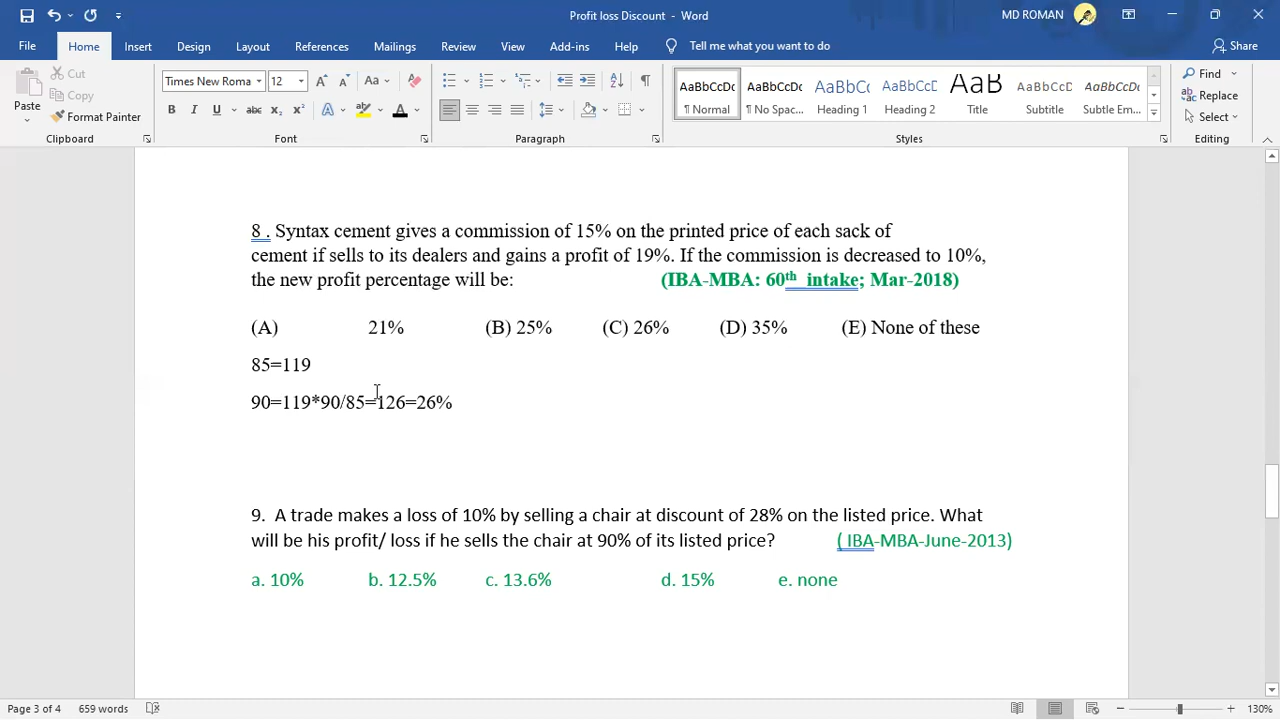 Profit loss Discount - Word
MD ROMAN
File Home Insert Design Layout References Mailings Review View Add-ins Help Tell me what you want to do Share
Paste
Cut
Copy
Format Painter
Times New Roma 12
AaBbCcDc AaBbCcDc AaBbCc AaBbCcC AaB AaBbCcD AaBbCcDc
¶ Normal ¶ No Spac... Heading 1 Heading 2 Title Subtitle Subtle Em...
Find
Replace
Select
Clipboard Font Paragraph Styles Editing
8 . Syntax cement gives a commission of 15% on the printed price of each sack of
cement if sells to its dealers and gains a profit of 19%. If the commission is decreased to 10%,
the new profit percentage will be: (IBA-MBA: 60th intake; Mar-2018)
(A) 21% (B) 25% (C) 26% (D) 35% (E) None of these
85=119
90=119*90/85=126=26%
9. A trade makes a loss of 10% by selling a chair at discount of 28% on the listed price. What
will be his profit/ loss if he sells the chair at 90% of its listed price? ( IBA-MBA-June-2013)
a. 10% b. 12.5% c. 13.6% d. 15% e. none
Page 3 of 4 659 words 130%